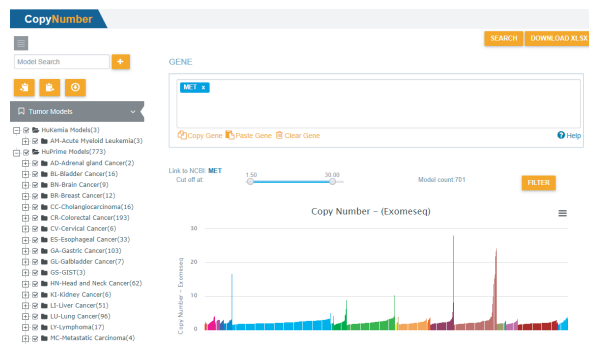 CopyNumber
SEARCH DOWNLOAD XLSX
Model Search +
GENE
MET x
Tumor Models
Copy Gene Paste Gene Clear Gene
Help
HuKemia Models(3)
AM-Acute Myeloid Leukemia(3)
HuPrime Models(773)
AD-Adrenal gland Cancer(2)
BL-Bladder Cancer(16)
BN-Brain Cancer(9)
BR-Breast Cancer(12)
CC-Cholangiocarcinoma(16)
CR-Colorectal Cancer(193)
CV-Cervical Cancer(6)
ES-Esophageal Cancer(33)
GA-Gastric Cancer(103)
GL-Galbladder Cancer(7)
GS-GIST(3)
HN-Head and Neck Cancer(62)
KI-Kidney Cancer(6)
LI-Liver Cancer(51)
LU-Lung Cancer(96)
LY-Lymphoma(17)
MC-Metastatic Carcinoma(4)
Link to NCBI: MET
Cut off at:
1.50 30.00
Model count 701
FILTER
Copy Number - (Exomeseq)
Copy Number - Exomeseq
30
20
10
0